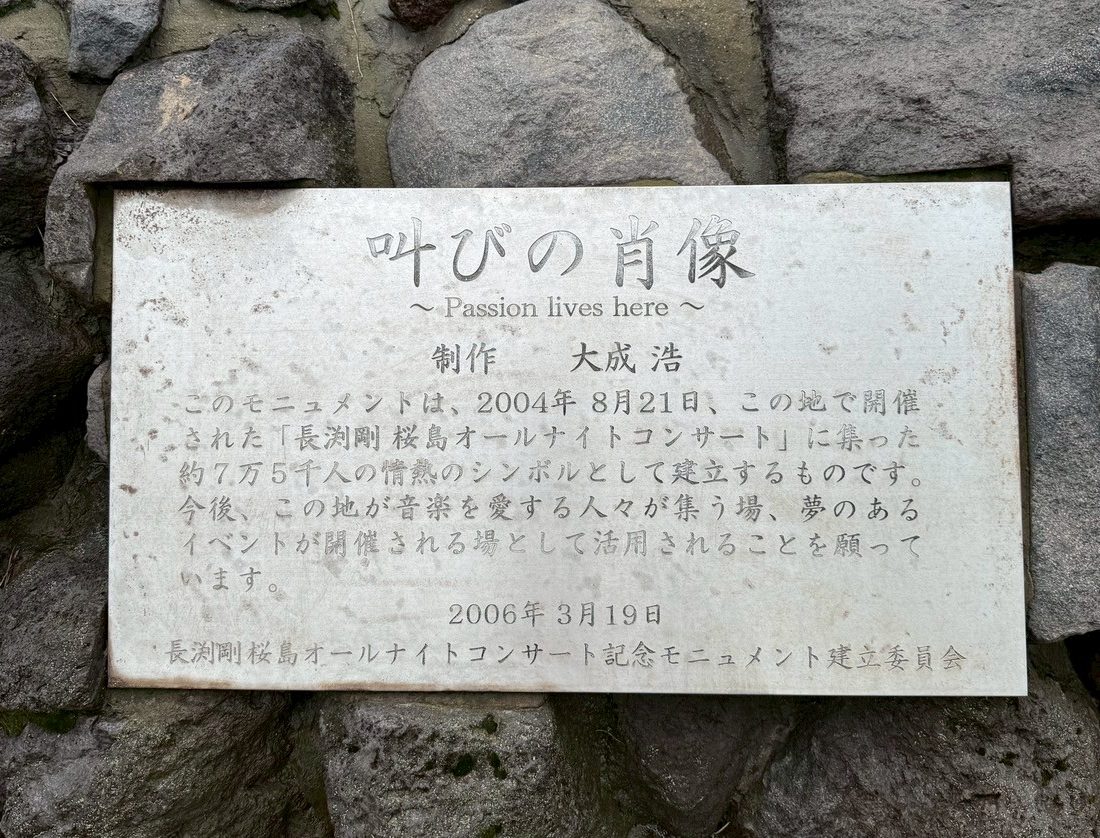 叫びの肖像
～ Passion lives here ～
制作　　大成 浩
このモニュメントは、2004年 8月21日、この地で開催
された「長渕剛 桜島オールナイトコンサート」に集った
約７万５千人の情熱のシンボルとして建立するものです。
今後、この地が音楽を愛する人々が集う場、夢のある
イベントが開催される場として活用されることを願って
います。
2006年 3月19日
長渕剛桜島オールナイトコンサート記念モニュメント建立委員会